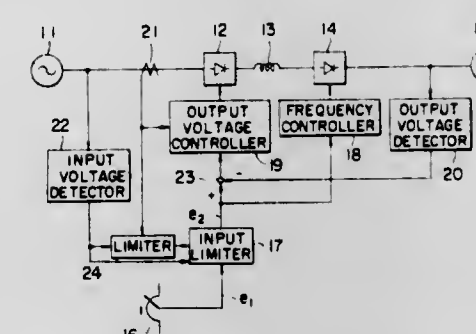 11
21
12
13
14
22
OUTPUT VOLTAGE CONTROLLER
19
FREQUENCY CONTROLLER
18
OUTPUT VOLTAGE DETECTOR
20
INPUT VOLTAGE DETECTOR
23
-
+
e2
LIMITER
24
INPUT LIMITER
17
e1
16